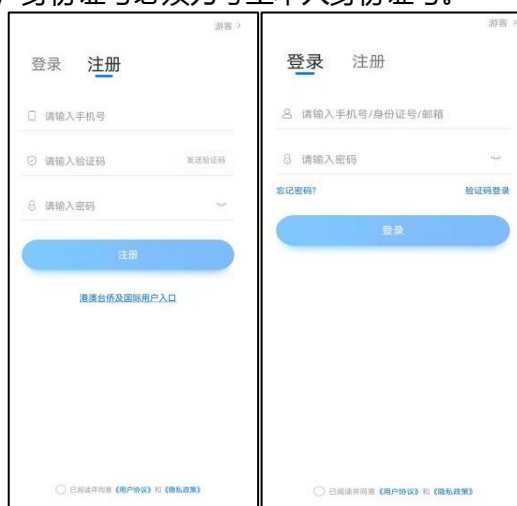 身份证号必须为考生本人身份证号。
游客 >
登录 注册
请输入手机号
请输入验证码 发送验证码
请输入密码
注册
港澳台侨及国际用户入口
已阅读并同意《用户协议》和《隐私政策》
游客 >
登录 注册
请输入手机号/身份证号/邮箱
请输入密码
忘记密码? 验证码登录
登录
已阅读并同意《用户协议》和《隐私政策》